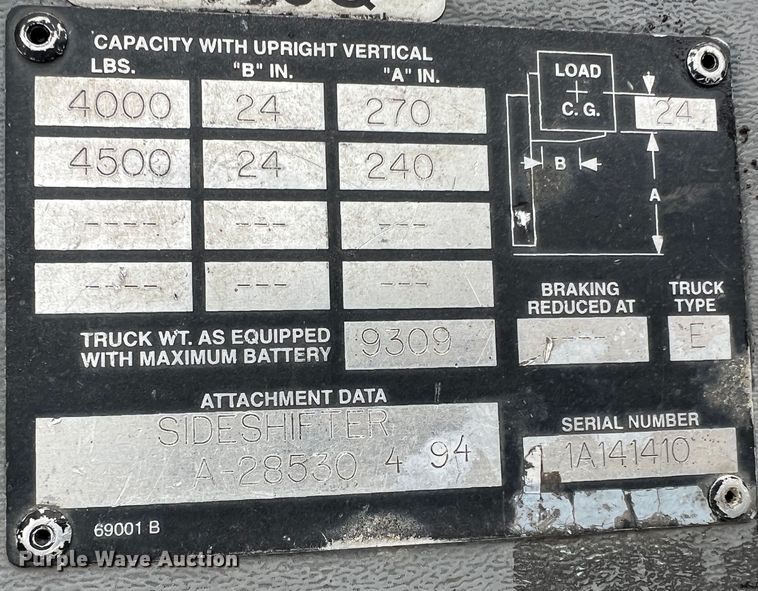 CAPACITY WITH UPRIGHT VERTICAL
LBS. "B" IN. "A" IN.
4000 24 270
4500 24 240
---- --- ---
---- --- ---
LOAD
C. G.
24
B
A
TRUCK WT. AS EQUIPPED
WITH MAXIMUM BATTERY
9309
BRAKING
REDUCED AT
---
TRUCK
TYPE
E
ATTACHMENT DATA
SIDESHIFTER
A-28530 4 94
SERIAL NUMBER
1A141410
69001 B
Purple Wave Auction